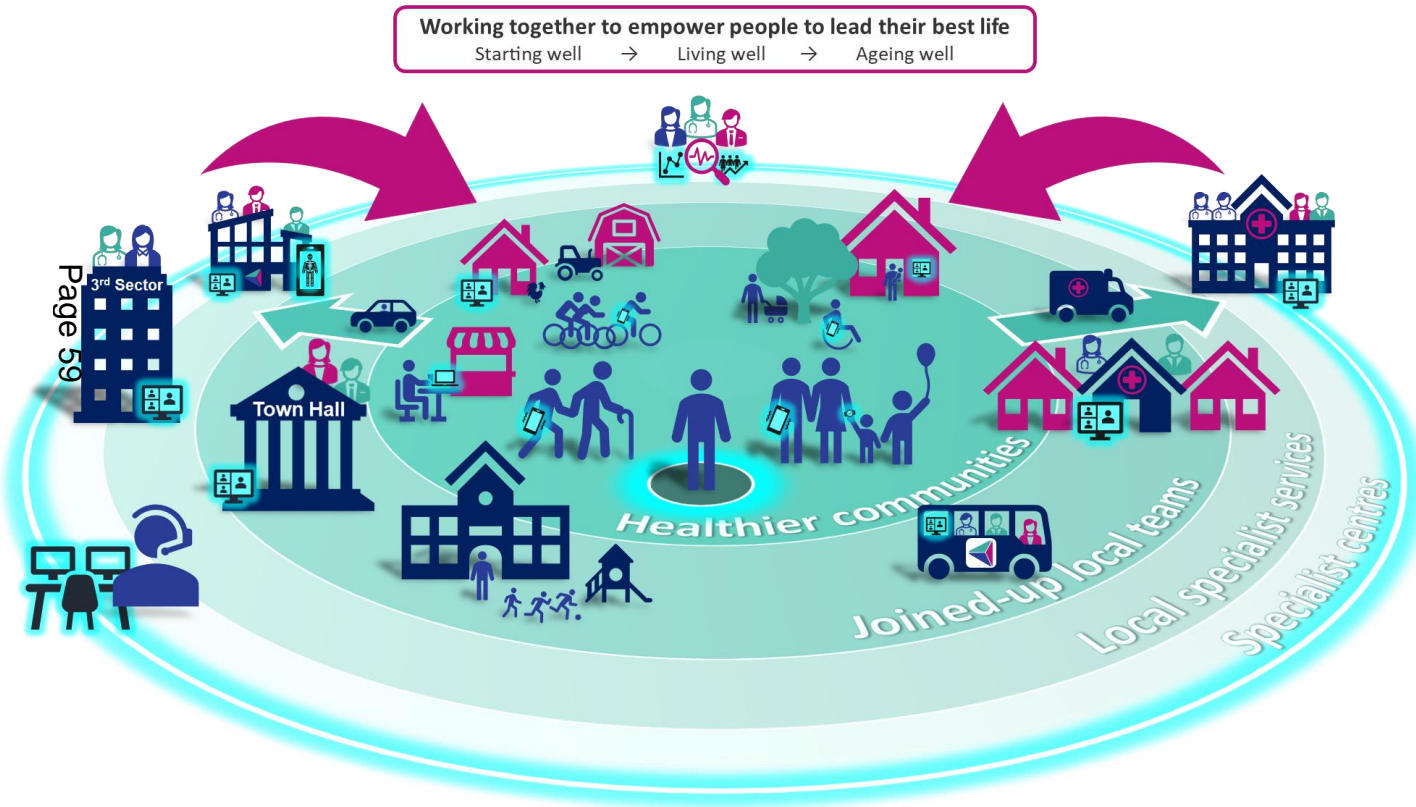 Working together to empower people to lead their best life
Starting well → Living well → Ageing well
Page 59
3rd Sector
Town Hall
Healthier communities
Joined-up local teams
Local specialist services
Specialist centres